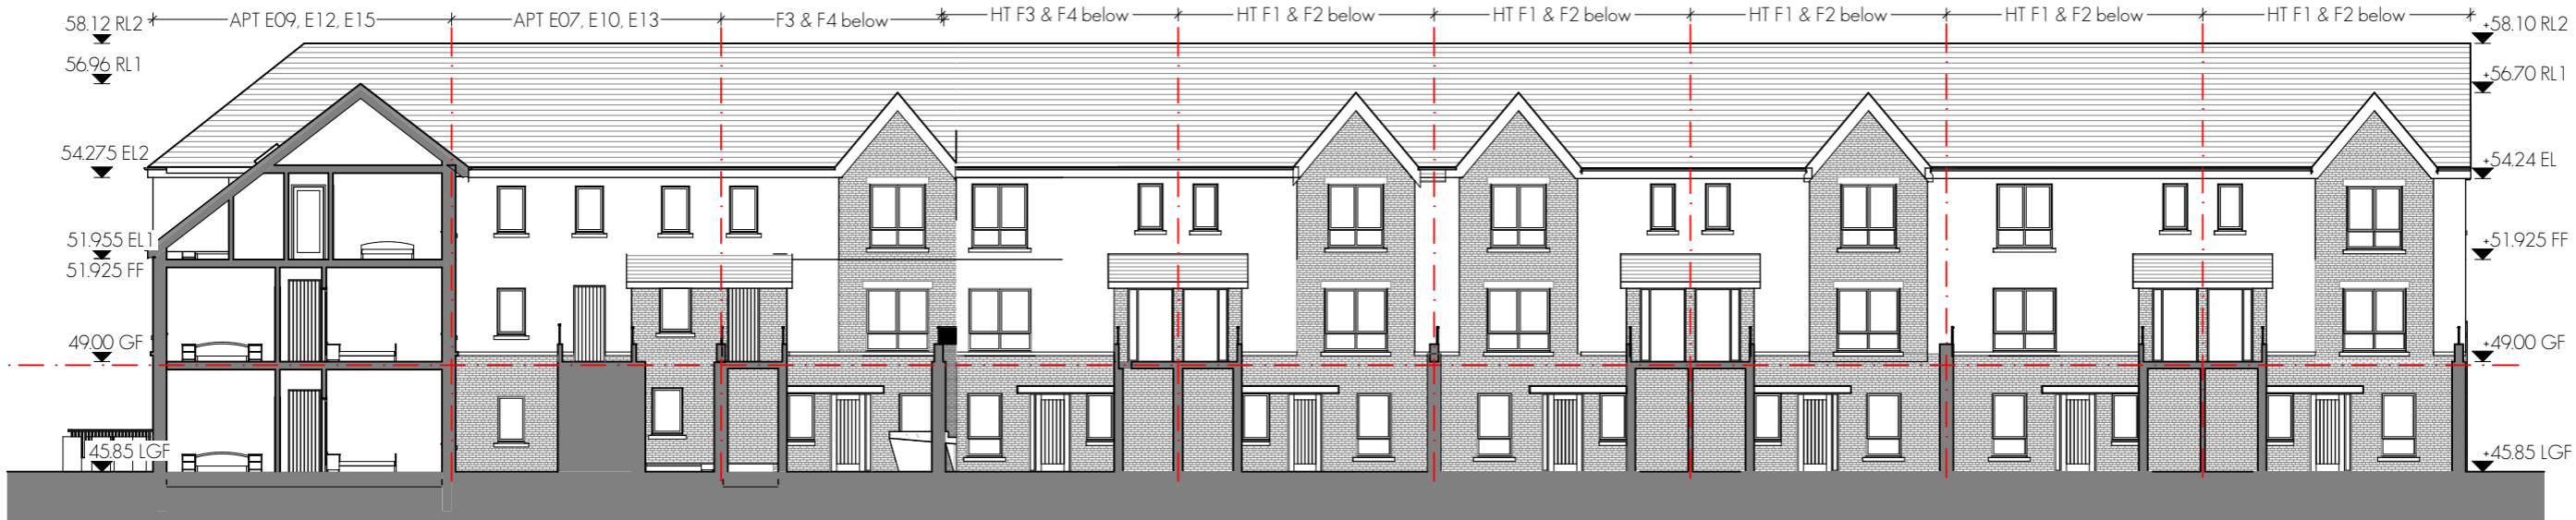 APT E09, E12, E15
APT E07, E10, E13
F3 & F4 below
HT F3 & F4 below
HT F1 & F2 below
HT F1 & F2 below
HT F1 & F2 below
HT F1 & F2 below
HT F1 & F2 below
58.12 RL2
56.96 RL1
54.275 EL2
51.955 EL1
51.925 FF
49.00 GF
45.85 LGF
+58.10 RL2
+56.70 RL1
+54.24 EL
+51.925 FF
+49.00 GF
+45.85 LGF